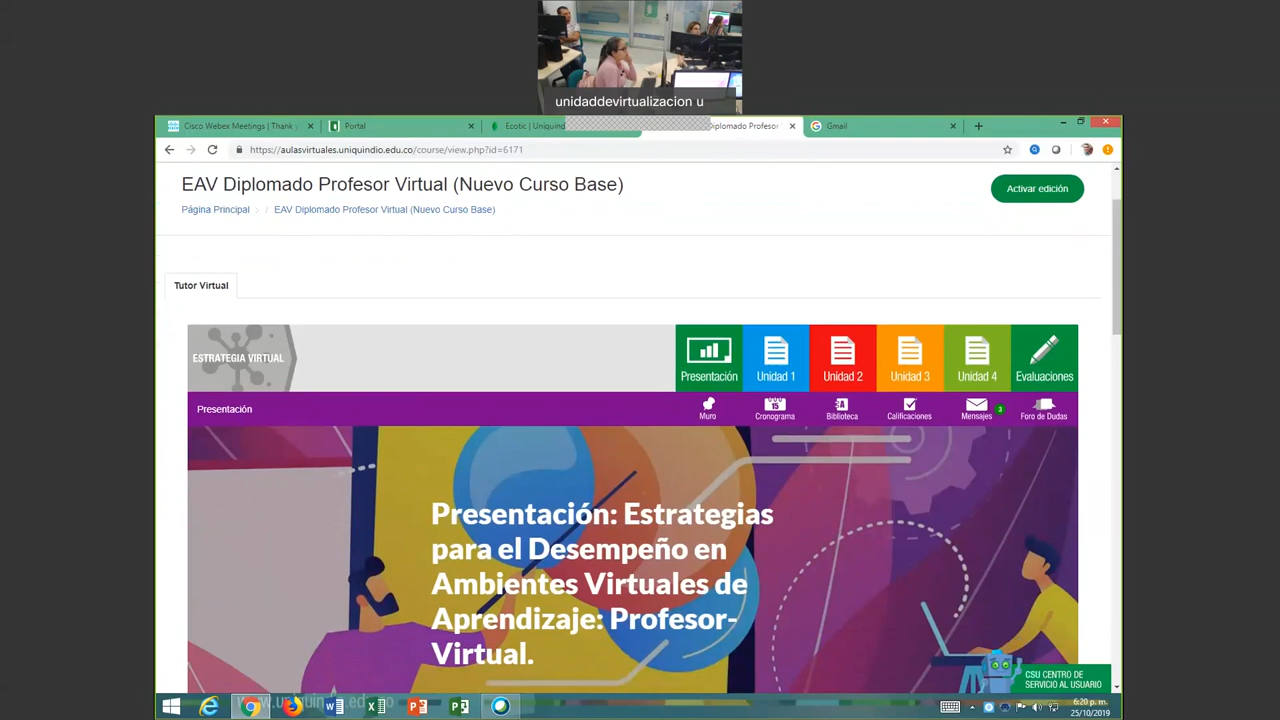 unidaddevirtualizacion u
Cisco Webex Meetings | Thank
Portal
Ecotic | Uniquind
Diplomado Profesor
Gmail
https://aulasvirtuales.uniquindio.edu.co/course/view.php?id=6171
EAV Diplomado Profesor Virtual (Nuevo Curso Base)
Activar edición
Página Principal / EAV Diplomado Profesor Virtual (Nuevo Curso Base)
Tutor Virtual
ESTRATEGIA VIRTUAL
Presentación
Unidad 1
Unidad 2
Unidad 3
Unidad 4
Evaluaciones
Presentación
Muro
15
Cronograma
Biblioteca
Calificaciones
Mensajes
3
Foro de Dudas
Presentación: Estrategias
para el Desempeño en
Ambientes Virtuales de
Aprendizaje: Profesor-
Virtual.
CSU CENTRO DE
SERVICIO AL USUARIO
6:20 p. m.
25/10/2019